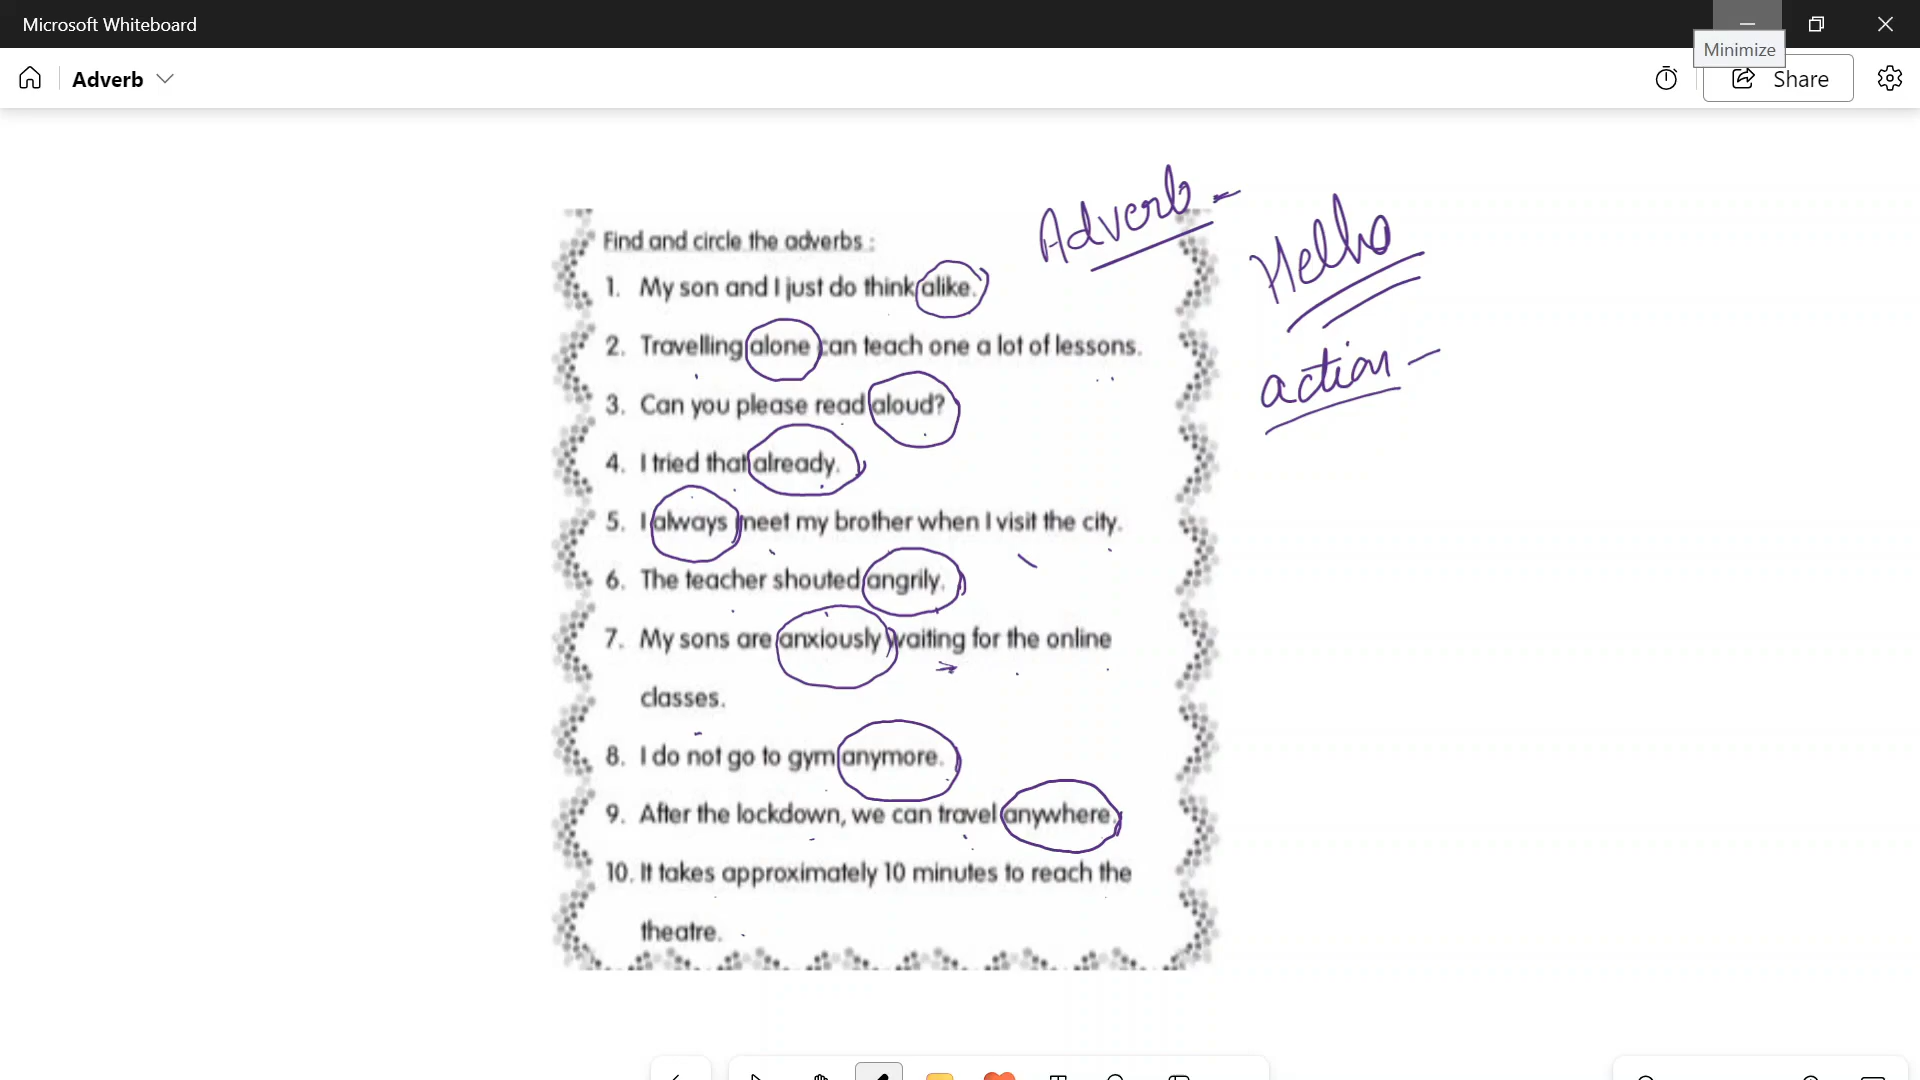 Microsoft Whiteboard
Minimize
Adverb
Share
Adverb -
Hello
action -
Find and circle the adverbs :
1. My son and I just do think alike.
2. Travelling alone can teach one a lot of lessons.
3. Can you please read aloud?
4. I tried that already.
5. I always meet my brother when I visit the city.
6. The teacher shouted angrily.
7. My sons are anxiously waiting for the online
classes.
8. I do not go to gym anymore.
9. After the lockdown, we can travel anywhere.
10. It takes approximately 10 minutes to reach the
theatre.